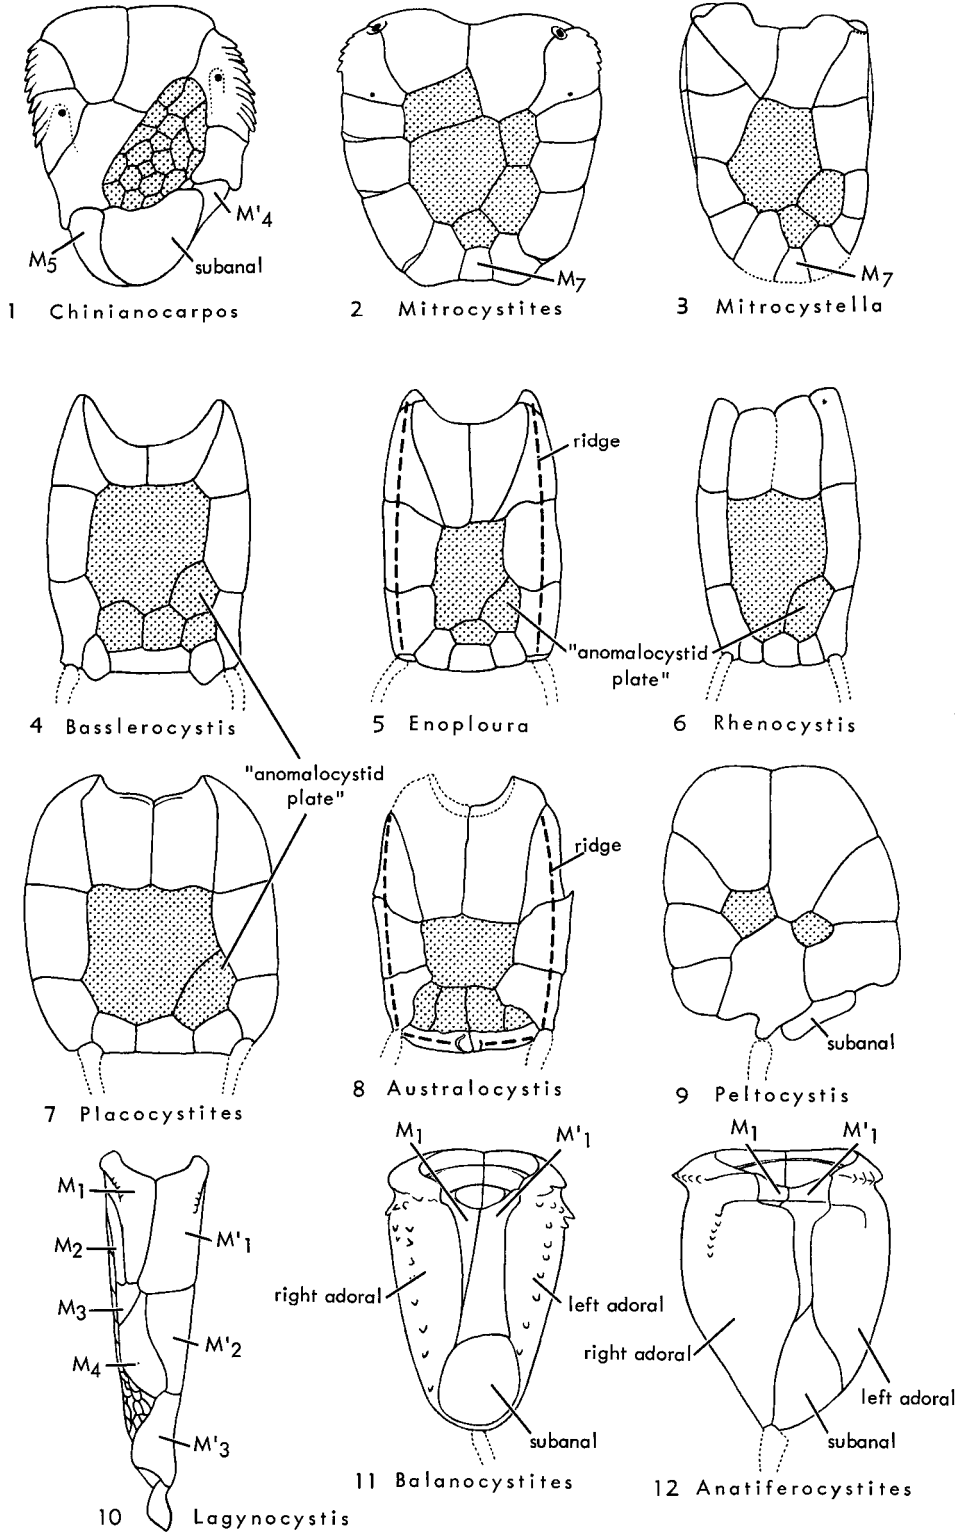 M5
subanal
M'4
1 Chinianocarpos
M7
2 Mitrocystites
M7
3 Mitrocystella
4 Basslerocystis
ridge
"anomalocystid
plate"
5 Enoploura
6 Rhenocystis
"anomalocystid
plate"
7 Placocystites
ridge
8 Australocystis
subanal
9 Peltocystis
M1
M2
M3
M4
M'1
M'2
M'3
10 Lagynocystis
M1
M'1
right adoral
left adoral
subanal
11 Balanocystites
M1
M'1
right adoral
left adoral
subanal
12 Anatiferocystites